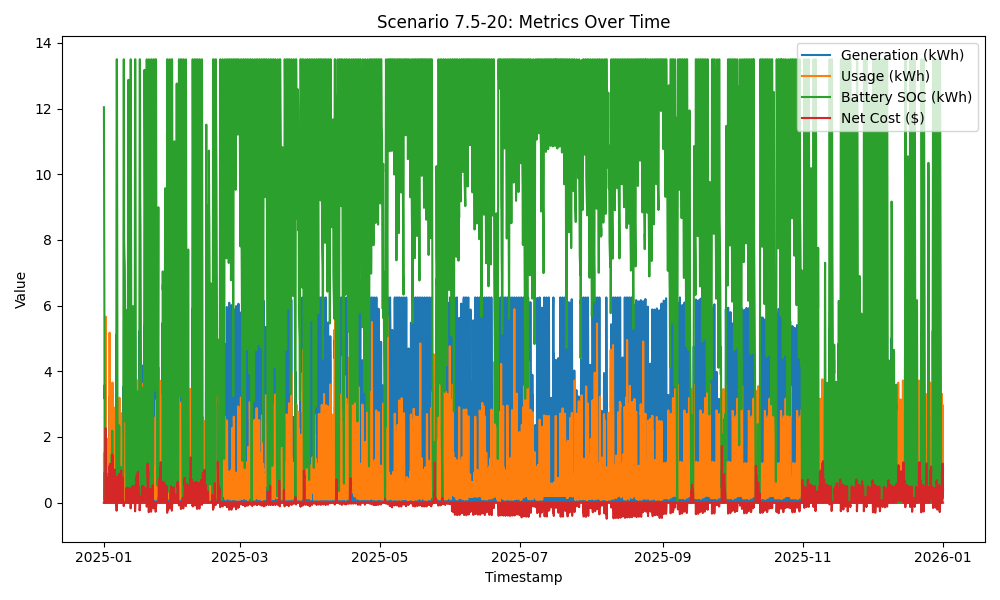 Scenario 7.5-20: Metrics Over Time
Generation (kWh)
Usage (kWh)
Battery SOC (kWh)
Net Cost ($)
14
12
10
8
6
4
2
0
Value
2025-01
2025-03
2025-05
2025-07
2025-09
2025-11
2026-01
Timestamp